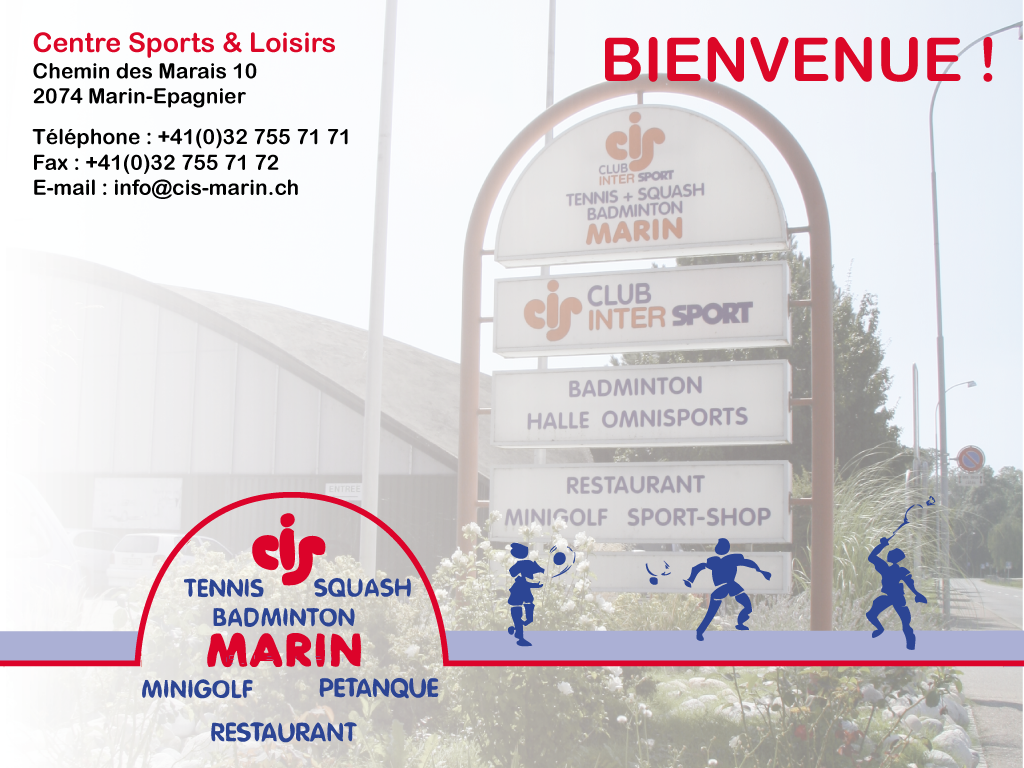 Centre Sports & Loisirs
Chemin des Marais 10
2074 Marin-Epagnier
Téléphone : +41(0)32 755 71 71
Fax : +41(0)32 755 71 72
E-mail : info@cis-marin.ch
BIENVENUE !
cis
CLUB
INTER SPORT
TENNIS + SQUASH
BADMINTON
MARIN
cis CLUB
INTER SPORT
BADMINTON
HALLE OMNISPORTS
RESTAURANT
MINIGOLF SPORT-SHOP
ENTREE
cis
TENNIS SQUASH
BADMINTON
MARIN
MINIGOLF PETANQUE
RESTAURANT